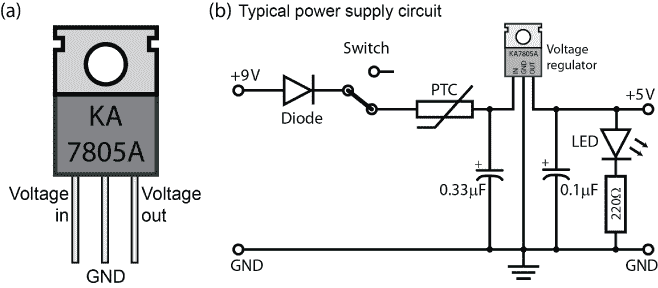 (a)
KA
7805A
Voltage
in
Voltage
out
GND
(b) Typical power supply circuit
Switch
+9V
Diode
PTC
KA7805A
IN
GND
OUT
Voltage
regulator
+5V
LED
0.33µF
+
0.1µF
+
220Ω
GND
GND